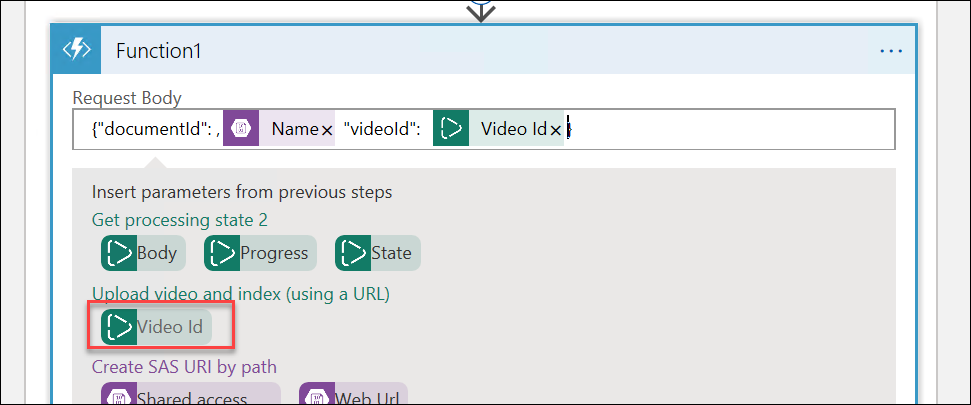 Function1 ...
Request Body
{"documentId": , Name × "videoId": Video Id × }
Insert parameters from previous steps
Get processing state 2
Body Progress State
Upload video and index (using a URL)
Video Id
Create SAS URI by path
Shared access Web Url